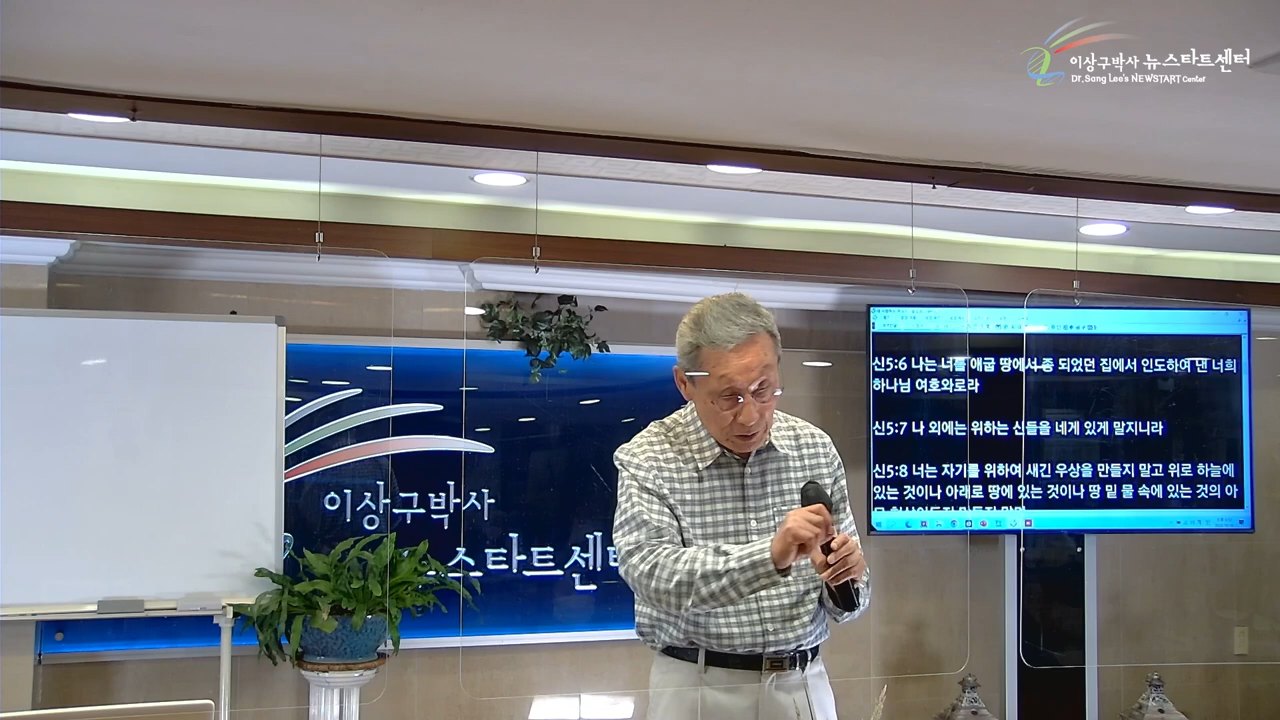 이상구박사 뉴스타트센터
Dr. Sang Lee's NEWSTART Center
신5:6 나는 너를 애굽 땅에서 종 되었던 집에서 인도하여 낸 너희
하나님 여호와로라
신5:7 나 외에는 위하는 신들을 네게 있게 말지니라
신5:8 너는 자기를 위하여 새긴 우상을 만들지 말고 위로 하늘에
있는 것이나 아래로 땅에 있는 것이나 땅 밑 물 속에 있는 것의 아
이상구박사
스타트센